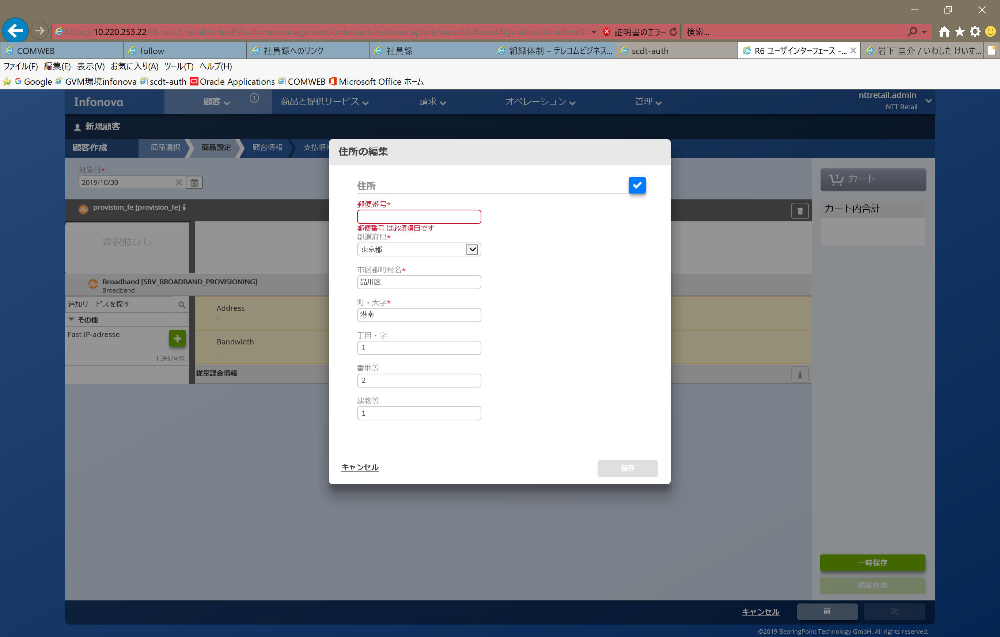 https://10.220.253.22/r6-ui/ntt_retail/index#!/customermanagement/ordercapture/ordercapture/wizard/offerconfiguration?forceNewSl
証明書のエラー
検索...
COMWEB
follow
社員録へのリンク
社員録
組織体制 – テレコムビジネス...
scdt-auth
R6 ユーザインターフェース -...
岩下 圭介 / いわした けいす...
ファイル(F) 編集(E) 表示(V) お気に入り(A) ツール(T) ヘルプ(H)
Google GVM環境infonova scdt-auth Oracle Applications COMWEB Microsoft Office ホーム
Infonova
顧客
1
商品と提供サービス
請求
オペレーション
管理
nttretail.admin
NTT Retail
新規顧客
顧客作成
商品選択
商品設定
顧客情報
支払情報
対象日*
2019/10/30
31
provision_fe [provision_fe]
選択肢なし
Broadband [SRV_BROADBAND_PROVISIONING]
Broadband
追加サービスを探す
その他
Fast IP-adresse
-
1 選択可能
Address
-
Bandwidth
-
従量課金情報
住所の編集
住所
郵便番号*
郵便番号 は必須項目です
都道府県*
東京都
市区郡町村名*
品川区
町・大字*
港南
丁目・字
1
番地等
2
建物等
1
キャンセル
保存
1 カート
カート内合計
一時保存
顧客作成
キャンセル
前
次
©2019 BearingPoint Technology GmbH. All rights reserved.